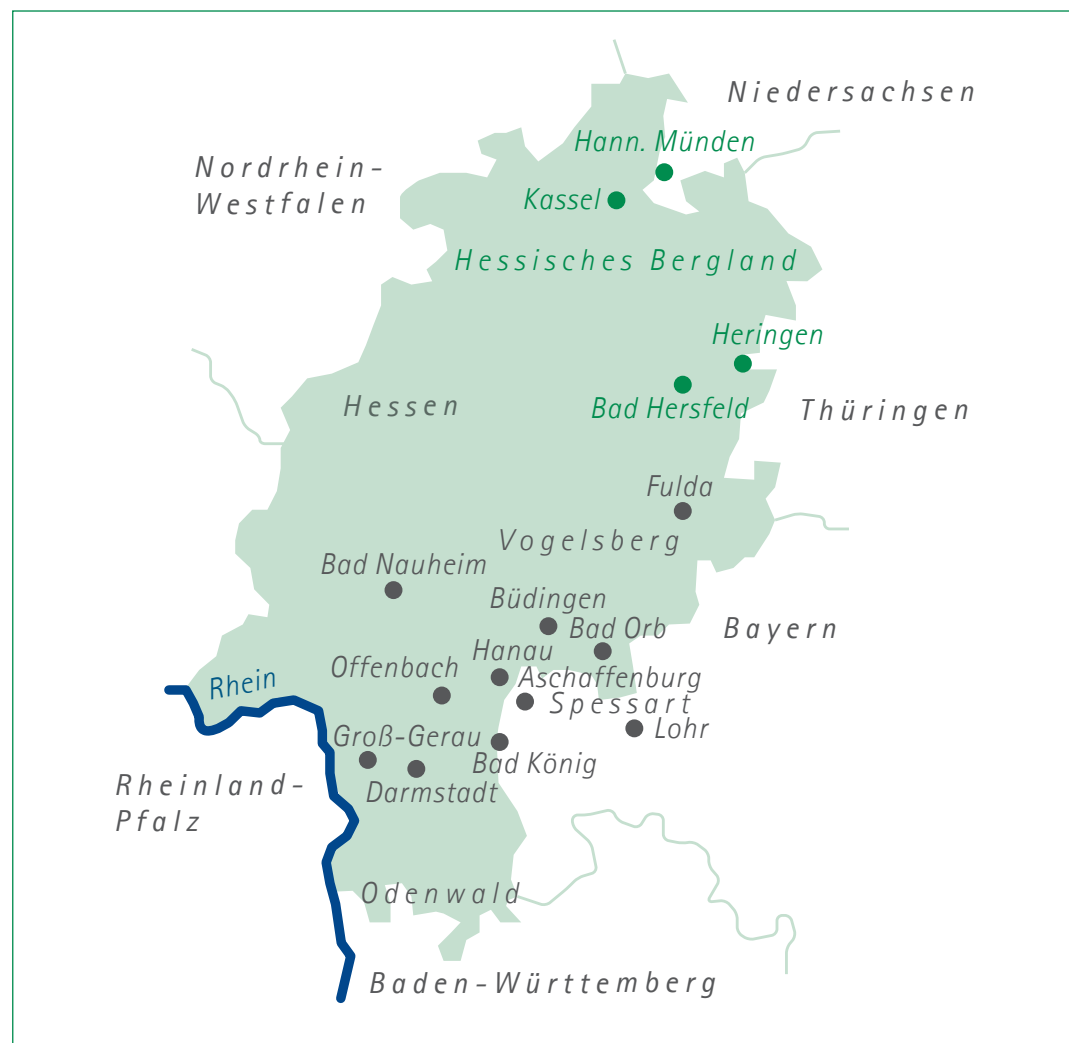 Niedersachsen
Hann. Münden
Nordrhein-
Westfalen
Kassel
Hessisches Bergland
Heringen
Hessen
Bad Hersfeld
Thüringen
Fulda
Vogelsberg
Bad Nauheim
Büdingen
Bad Orb
Bayern
Hanau
Offenbach
Aschaffenburg
Rhein
Spessart
Lohr
Groß-Gerau
Bad König
Rheinland-
Pfalz
Darmstadt
Odenwald
Baden-Württemberg